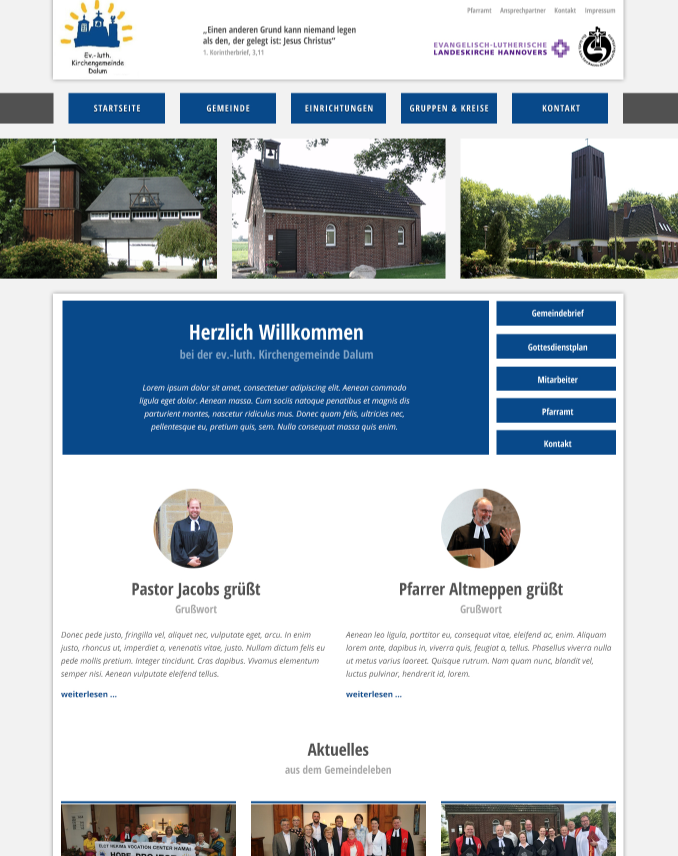 Pfarramt Ansprechpartner Kontakt Impressum
„Einen anderen Grund kann niemand legen
als den, der gelegt ist: Jesus Christus“
1. Korintherbrief, 3,11
Ev.-luth.
Kirchengemeinde
Dalum
EVANGELISCH-LUTHERISCHE
LANDESKIRCHE HANNOVERS
STARTSEITE
GEMEINDE
EINRICHTUNGEN
GRUPPEN & KREISE
KONTAKT
Herzlich Willkommen
bei der ev.-luth. Kirchengemeinde Dalum
Lorem ipsum dolor sit amet, consectetuer adipiscing elit. Aenean commodo
ligula eget dolor. Aenean massa. Cum sociis natoque penatibus et magnis dis
parturient montes, nascetur ridiculus mus. Donec quam felis, ultricies nec,
pellentesque eu, pretium quis, sem. Nulla consequat massa quis enim.
Gemeindebrief
Gottesdienstplan
Mitarbeiter
Pfarramt
Kontakt
Pastor Jacobs grüßt
Grußwort
Donec pede justo, fringilla vel, aliquet nec, vulputate eget, arcu. In enim
justo, rhoncus ut, imperdiet a, venenatis vitae, justo. Nullam dictum felis eu
pede mollis pretium. Integer tincidunt. Cras dapibus. Vivamus elementum
semper nisi. Aenean vulputate eleifend tellus.
weiterlesen ...
Pfarrer Altmeppen grüßt
Grußwort
Aenean leo ligula, porttitor eu, consequat vitae, eleifend ac, enim. Aliquam
lorem ante, dapibus in, viverra quis, feugiat a, tellus. Phasellus viverra nulla
ut metus varius laoreet. Quisque rutrum. Nam quam nunc, blandit vel,
luctus pulvinar, hendrerit id, lorem.
weiterlesen ...
Aktuelles
aus dem Gemeindeleben
VOCATION CENTER HAMAI
HOPE PROJECT